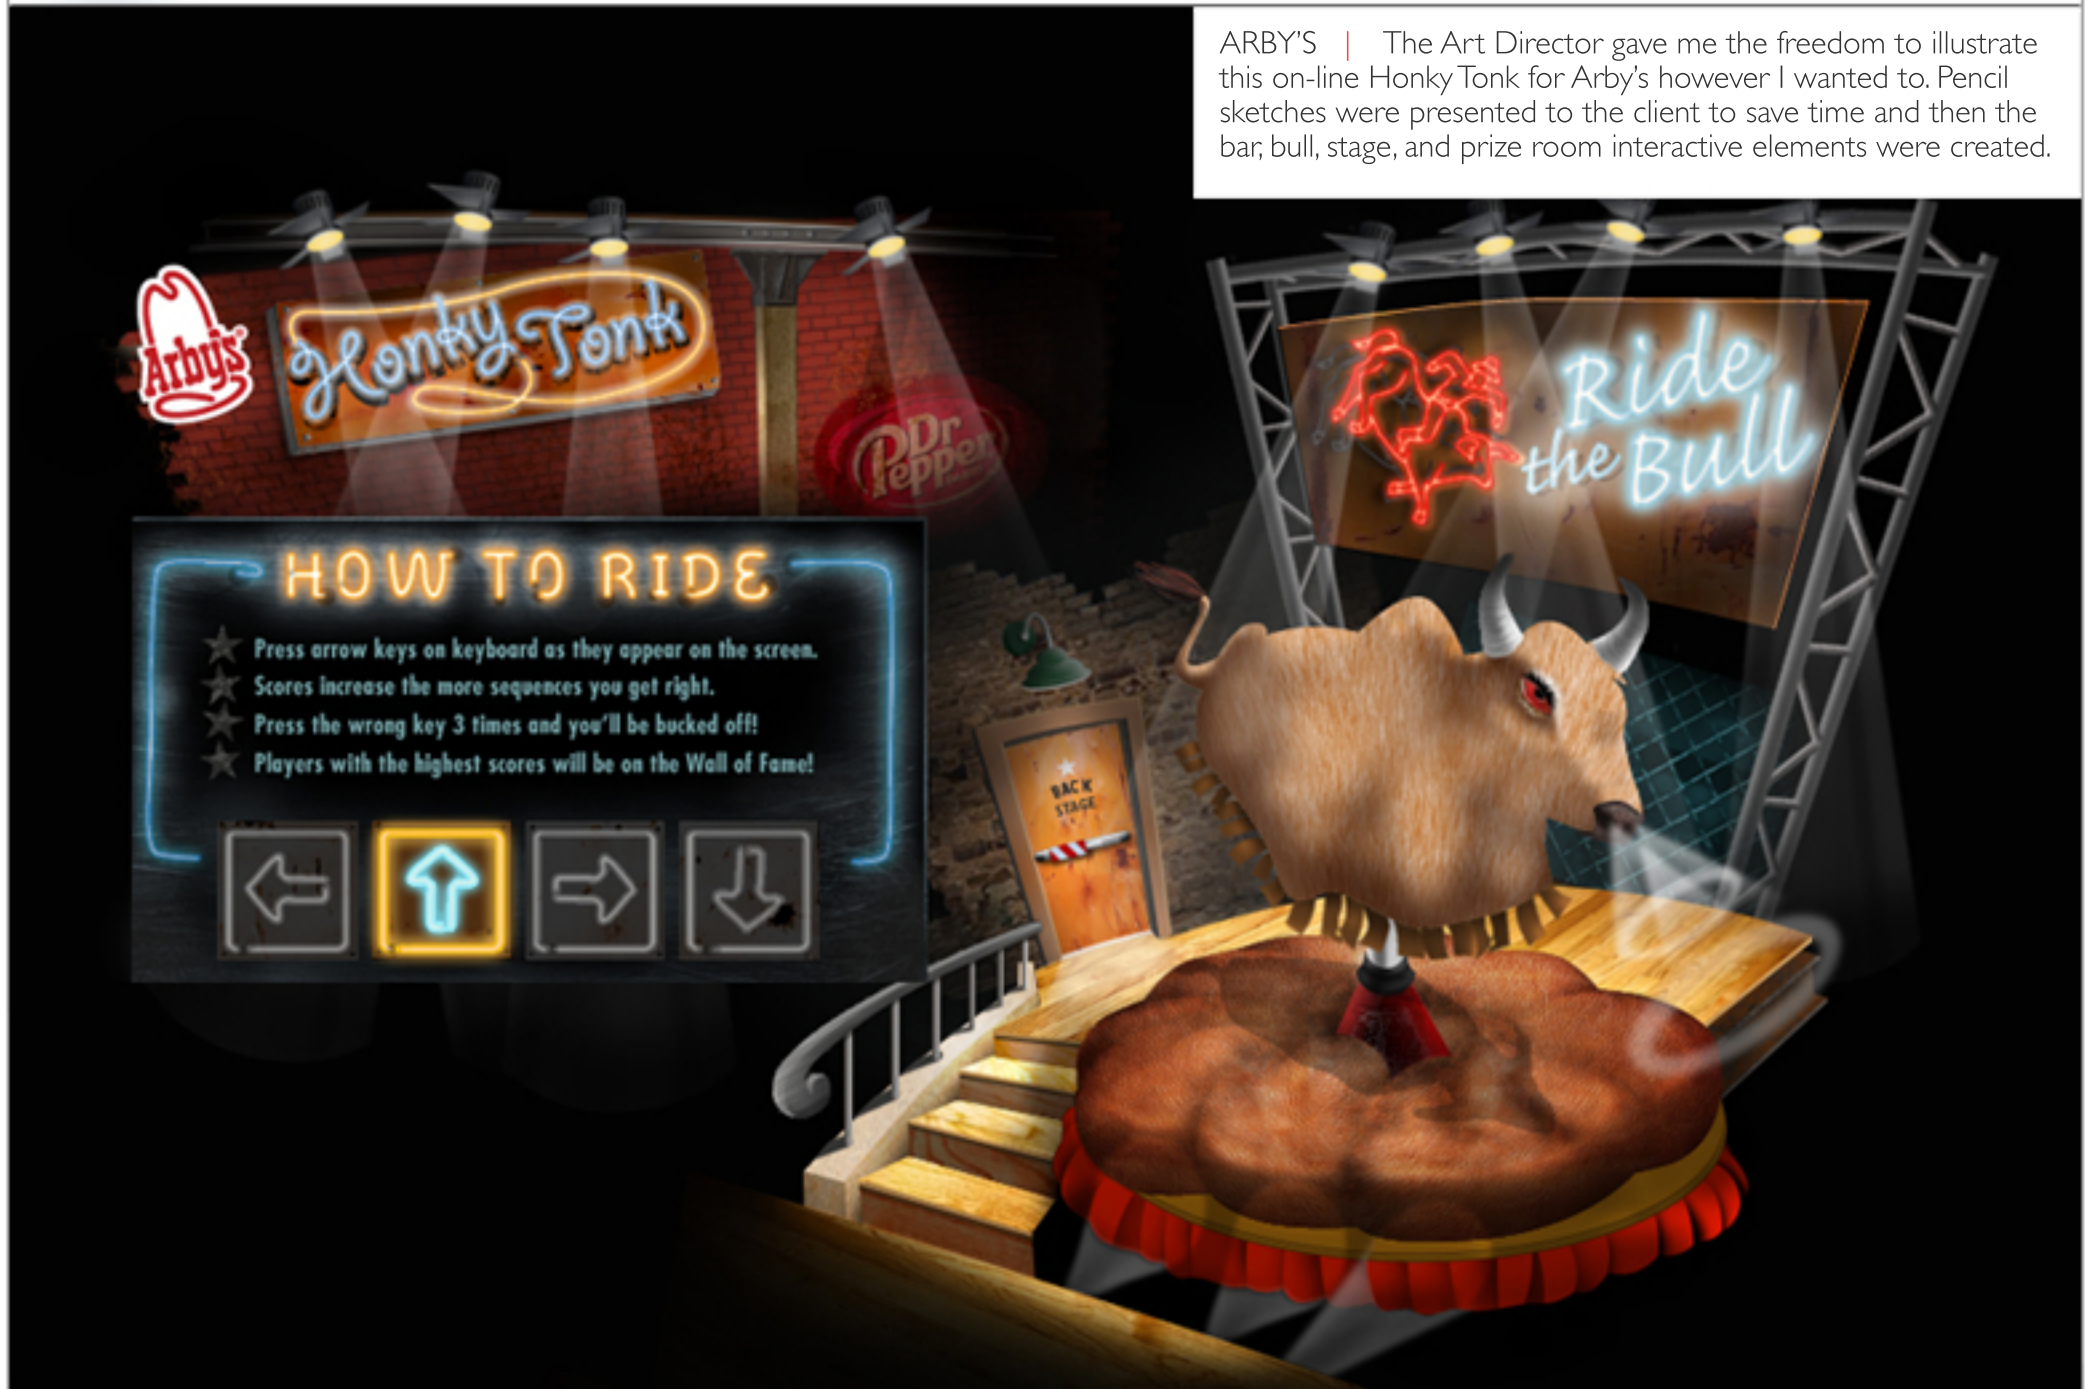 ARBY'S | The Art Director gave me the freedom to illustrate
this on-line Honky Tonk for Arby's however I wanted to. Pencil
sketches were presented to the client to save time and then the
bar, bull, stage, and prize room interactive elements were created.
Arby's
Honky Tonk
Dr
Pepper
Ride
the Bull
HOW TO RIDE
Press arrow keys on keyboard as they appear on the screen.
Scores increase the more sequences you get right.
Press the wrong key 3 times and you'll be bucked off!
Players with the highest scores will be on the Wall of Fame!
BACK
STAGE